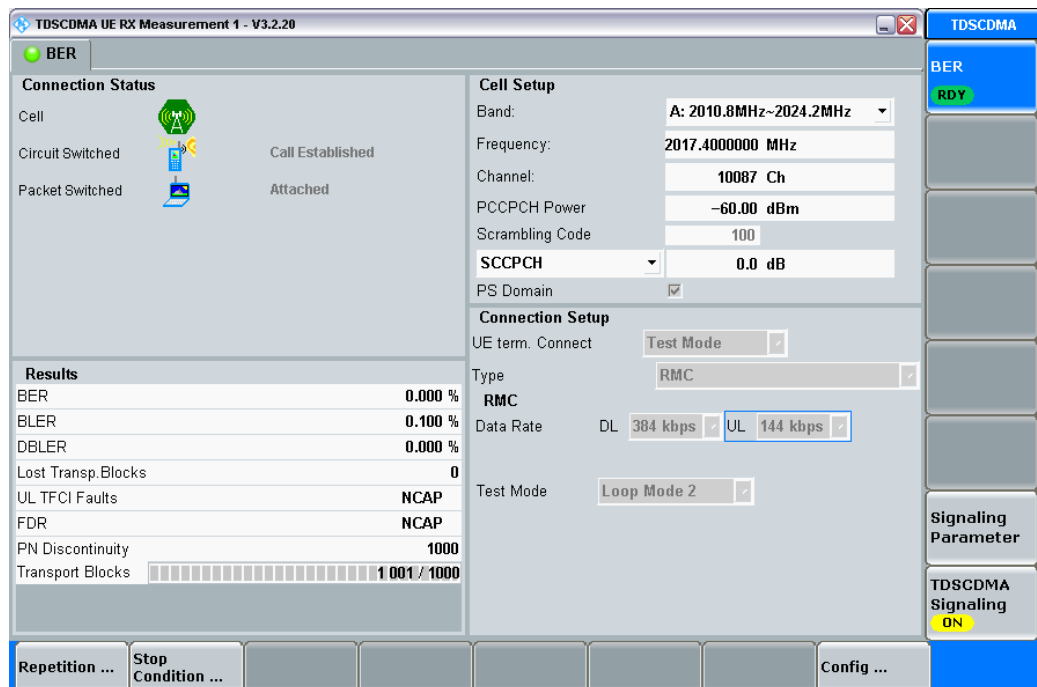 TDSCDMA UE RX Measurement 1 - V3.2.20
TDSCDMA
BER
BER
RDY
Connection Status
Cell
Circuit Switched Call Established
Packet Switched Attached
Cell Setup
Band: A: 2010.8MHz~2024.2MHz
Frequency: 2017.4000000 MHz
Channel: 10087 Ch
PCCPCH Power −60.00 dBm
Scrambling Code 100
SCCPCH 0.0 dB
PS Domain
Connection Setup
UE term. Connect Test Mode
Type RMC
RMC
Data Rate DL 384 kbps UL 144 kbps
Test Mode Loop Mode 2
Results
BER 0.000 %
BLER 0.100 %
DBLER 0.000 %
Lost Transp.Blocks 0
UL TFCI Faults NCAP
FDR NCAP
PN Discontinuity 1000
Transport Blocks 1 001 / 1000
Signaling
Parameter
TDSCDMA
Signaling
ON
Repetition ...
Stop
Condition ...
Config ...